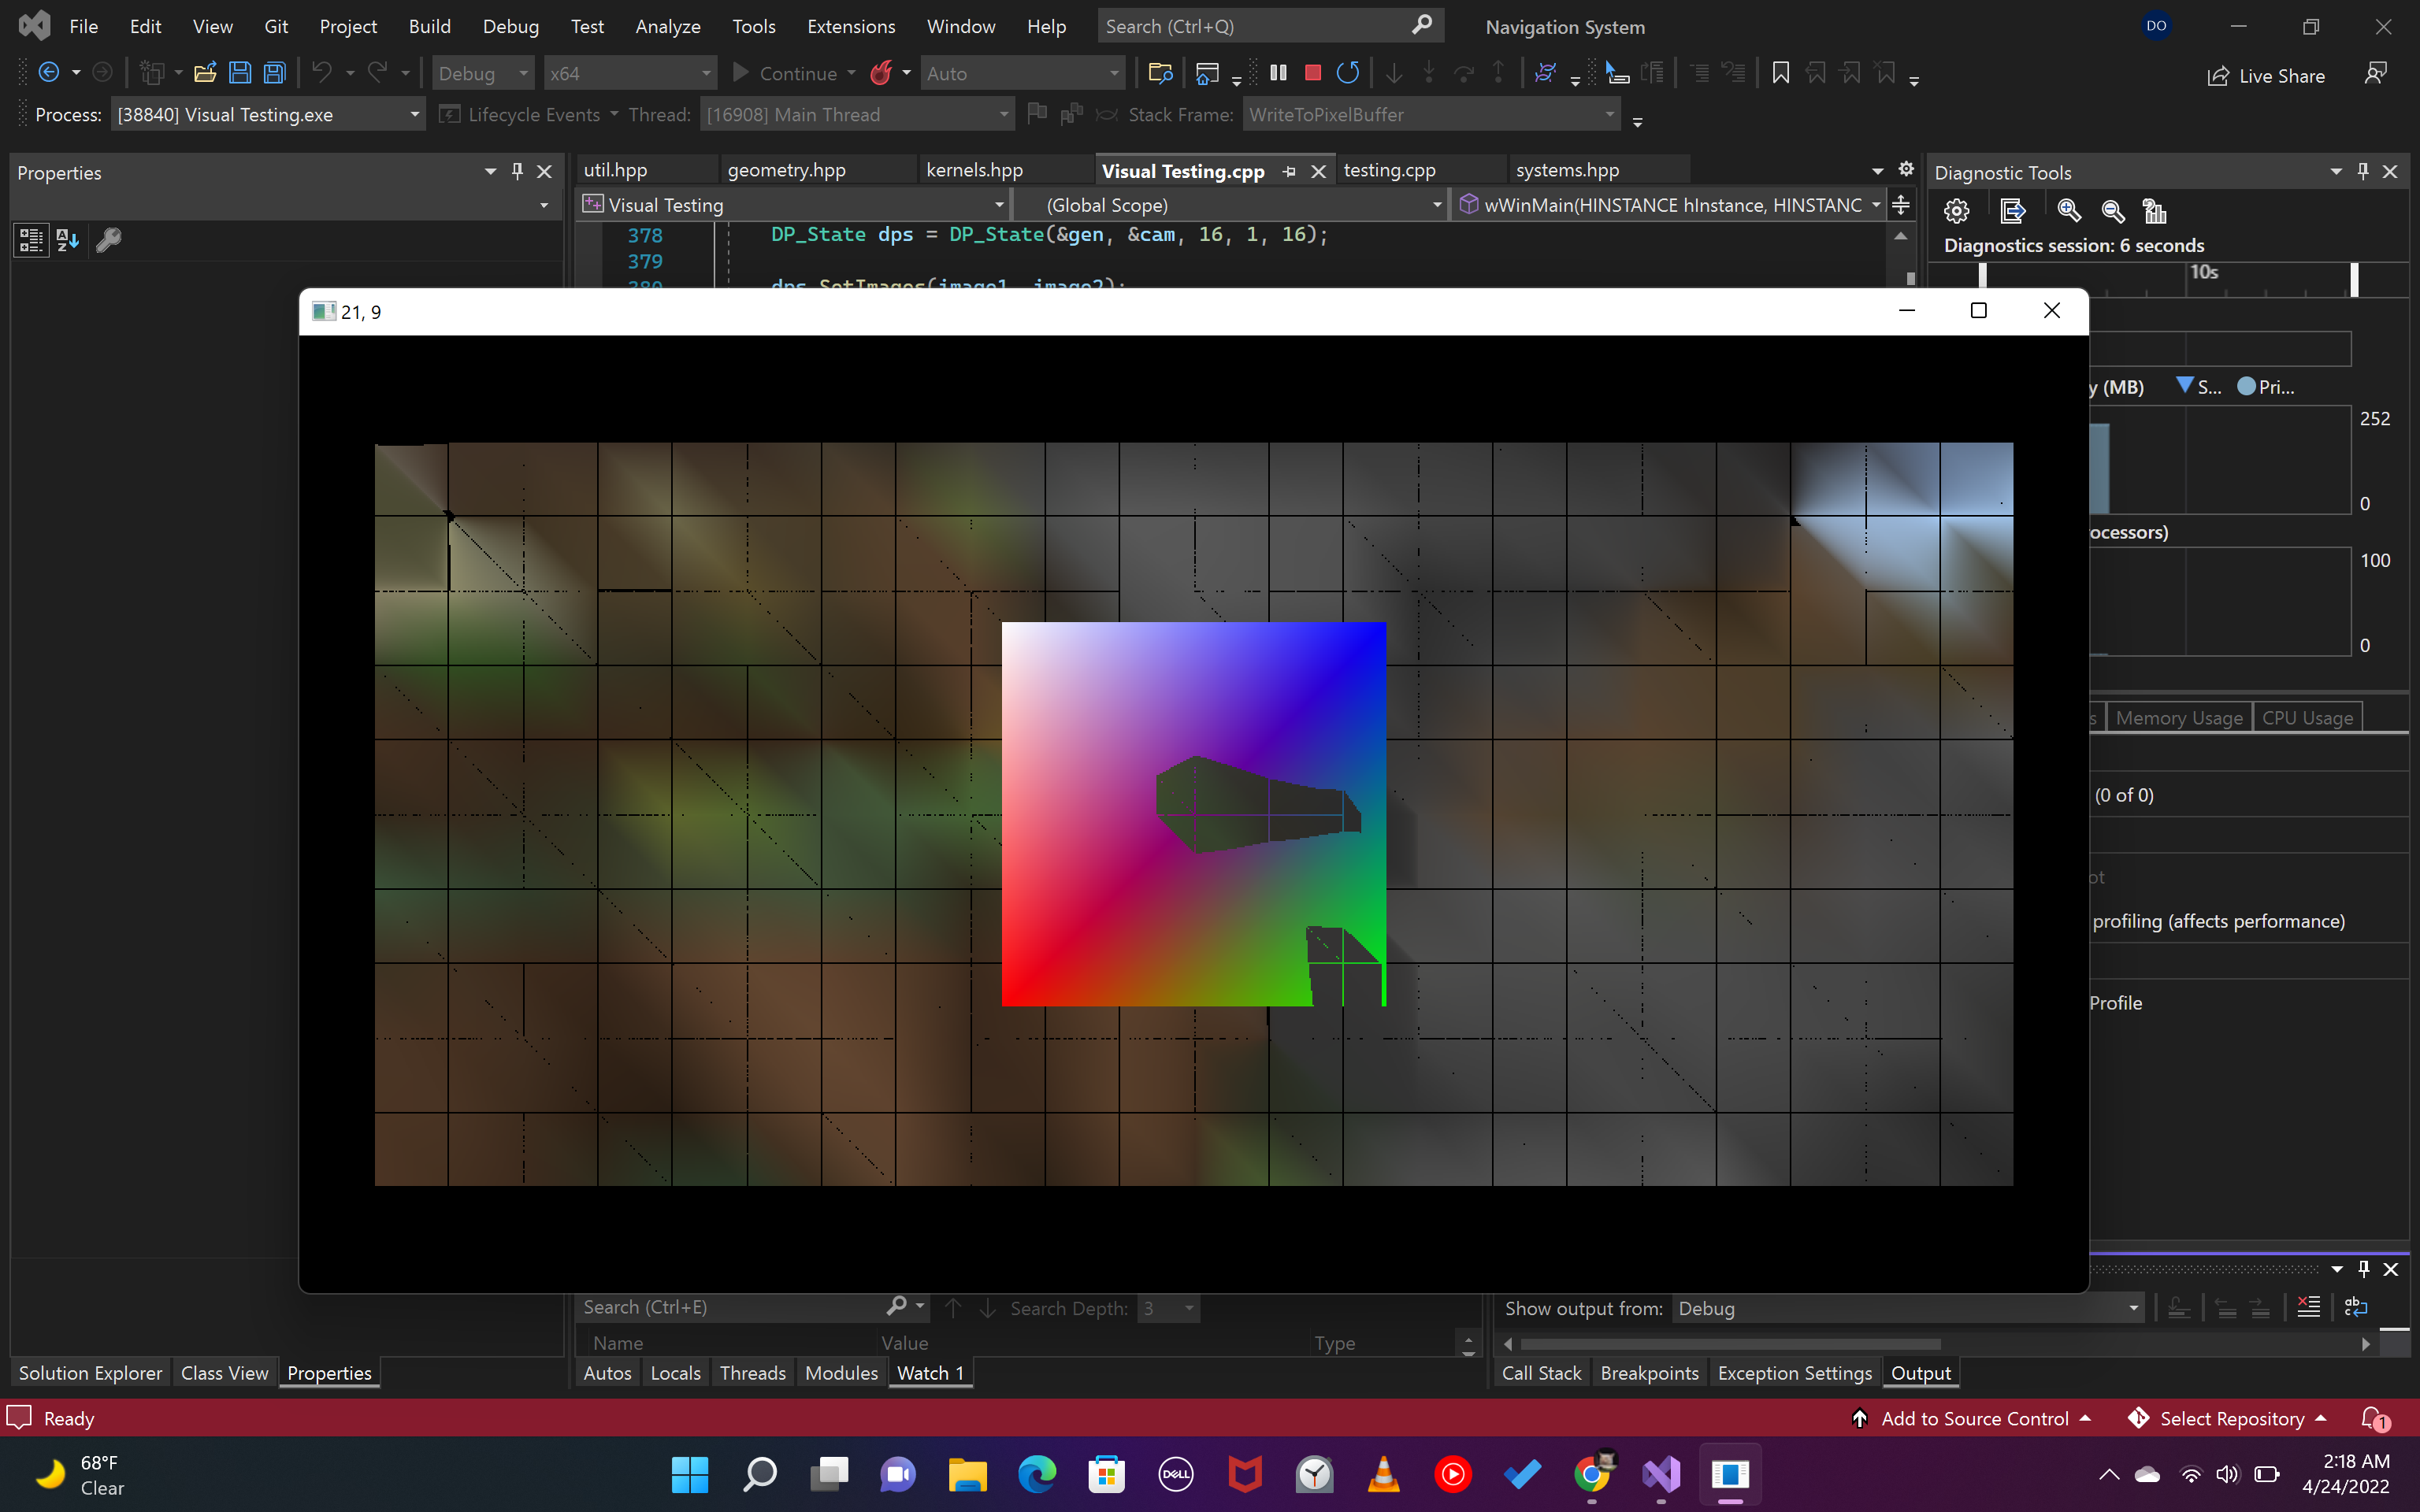 File Edit View Git Project Build Debug Test Analyze Tools Extensions Window Help Search (Ctrl+Q) Navigation System DO
Debug x64 Continue Auto Live Share
Process: [38840] Visual Testing.exe Lifecycle Events Thread: [16908] Main Thread Stack Frame: WriteToPixelBuffer
Properties
util.hpp geometry.hpp kernels.hpp Visual Testing.cpp testing.cpp systems.hpp
Visual Testing (Global Scope) wWinMain(HINSTANCE hInstance, HINSTANC
378 DP_State dps = DP_State(&gen, &cam, 16, 1, 16);
379
380 dps.SetImages(image1, image2);
Diagnostic Tools
Diagnostics session: 6 seconds
10s
21, 9
y (MB) S... Pri...
252
0
ocessors)
100
0
s Memory Usage CPU Usage
(0 of 0)
ot
profiling (affects performance)
Profile
Search (Ctrl+E) Search Depth: 3
Name Value Type
Autos Locals Threads Modules Watch 1
Show output from: Debug
Call Stack Breakpoints Exception Settings Output
Solution Explorer Class View Properties
Ready Add to Source Control Select Repository 1
68°F
Clear
DELL
2:18 AM
4/24/2022